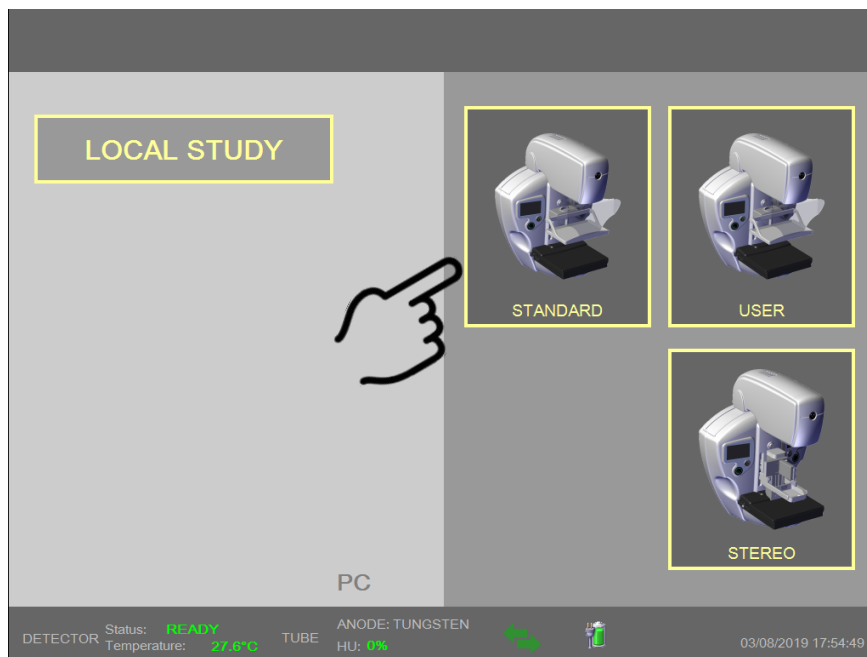 LOCAL STUDY
STANDARD
USER
STEREO
PC
DETECTOR
Status: READY
Temperature: 27.6°C
TUBE
ANODE: TUNGSTEN
HU: 0%
03/08/2019 17:54:49